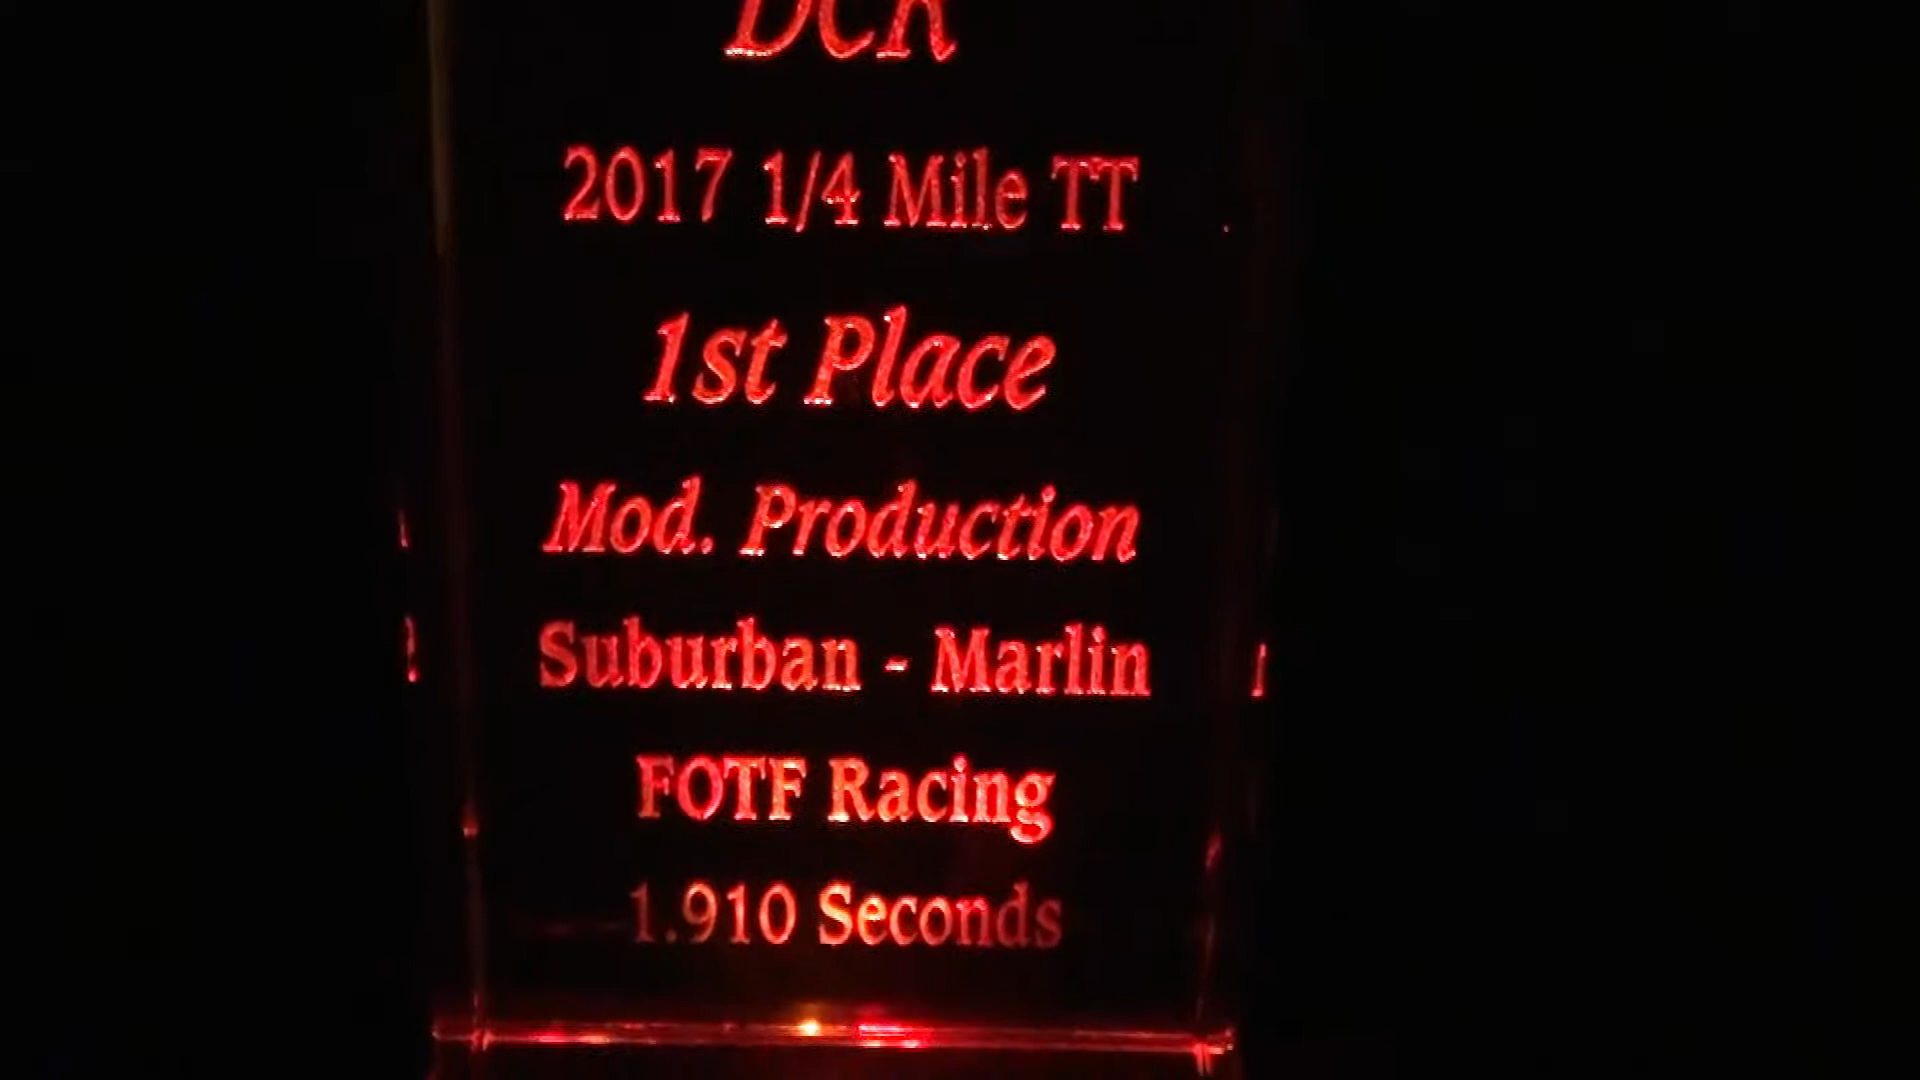 DCR
2017 1/4 Mile TT
1st Place
Mod. Production
Suburban - Marlin
FOTF Racing
1.910 Seconds